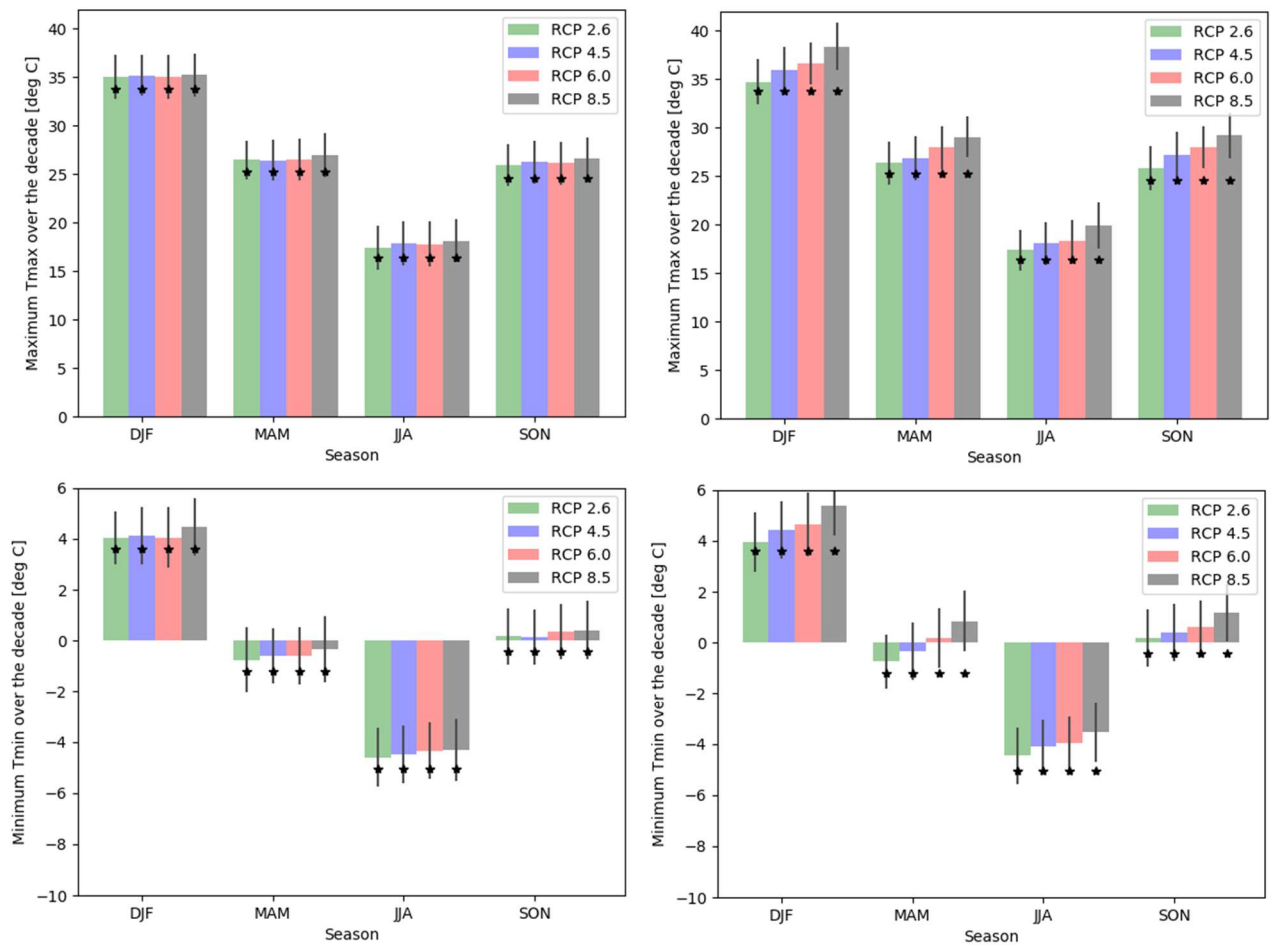 Maximum Tmax over the decade [deg C]
40
35
30
25
20
15
10
5
0
RCP 2.6
RCP 4.5
RCP 6.0
RCP 8.5
DJF MAM JJA SON
Season
Maximum Tmax over the decade [deg C]
40
35
30
25
20
15
10
5
0
RCP 2.6
RCP 4.5
RCP 6.0
RCP 8.5
DJF MAM JJA SON
Season
Minimum Tmin over the decade [deg C]
6
4
2
0
−2
−4
−6
−8
−10
RCP 2.6
RCP 4.5
RCP 6.0
RCP 8.5
DJF MAM JJA SON
Season
Minimum Tmin over the decade [deg C]
6
4
2
0
−2
−4
−6
−8
−10
RCP 2.6
RCP 4.5
RCP 6.0
RCP 8.5
DJF MAM JJA SON
Season